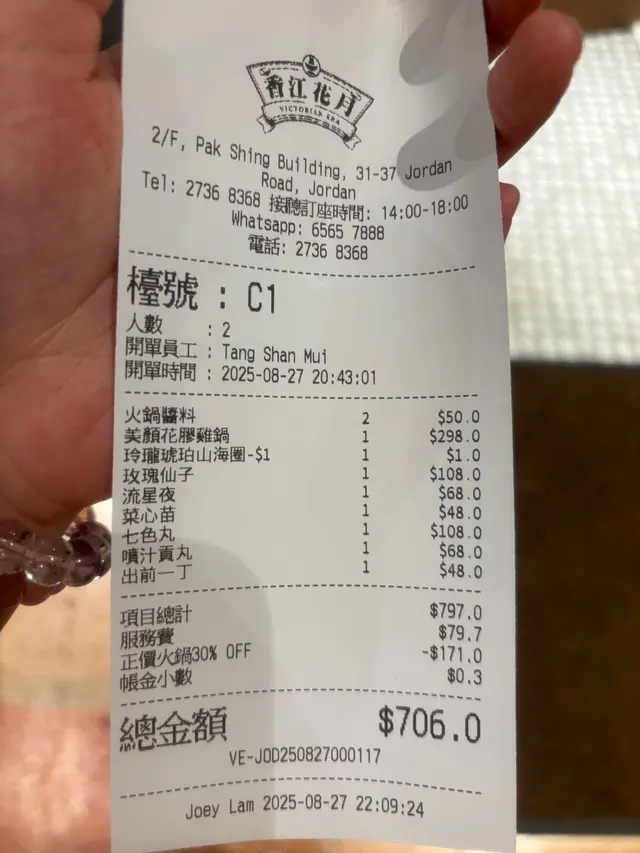 香江花月
VICTORIAN ERA
2/F, Pak Shing Building, 31-37 Jordan
Road, Jordan
Tel: 2736 8368 接聽訂座時間: 14:00-18:00
Whatsapp: 6565 7888
電話: 2736 8368
檯號 : C1
人數 : 2
開單員工 : Tang Shan Mui
開單時間 : 2025-08-27 20:43:01
火鍋醬料 2 $50.0
美顏花膠雞鍋 1 $298.0
玲瓏琥珀山海圈-$1 1 $1.0
玫瑰仙子 1 $108.0
流星夜 1 $68.0
菜心苗 1 $48.0
七色丸 1 $108.0
噴汁貢丸 1 $68.0
出前一丁 1 $48.0
項目總計 $797.0
服務費 $79.7
正價火鍋30% OFF -$171.0
帳金小數 $0.3
總金額 $706.0
VE-JOD250827000117
Joey Lam 2025-08-27 22:09:24